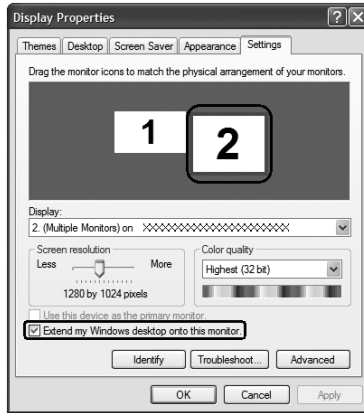 Display Properties
Themes Desktop Screen Saver Appearance Settings
Drag the monitor icons to match the physical arrangement of your monitors.
1 2
Display:
2. (Multiple Monitors) on XXXXXXXXXXXXXXXXXXXXXX
Screen resolution
Less More
1280 by 1024 pixels
Color quality
Highest (32 bit)
Use this device as the primary monitor.
Extend my Windows desktop onto this monitor.
Identify Troubleshoot... Advanced
OK Cancel Apply